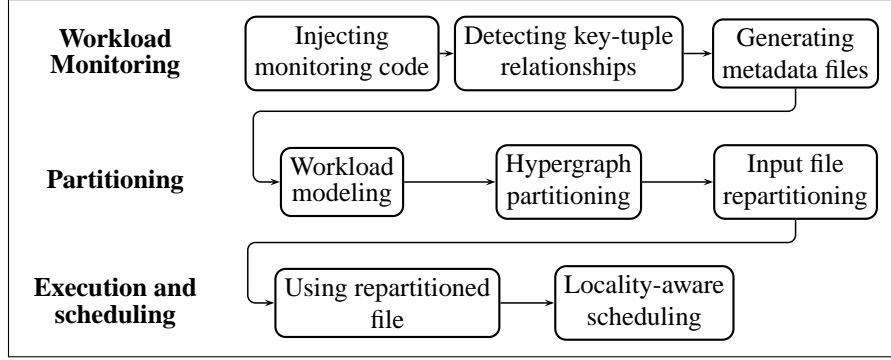 Workload
Monitoring
Injecting
monitoring code
Detecting key-tuple
relationships
Generating
metadata files
Partitioning
Workload
modeling
Hypergraph
partitioning
Input file
repartitioning
Execution and
scheduling
Using repartitioned
file
Locality-aware
scheduling